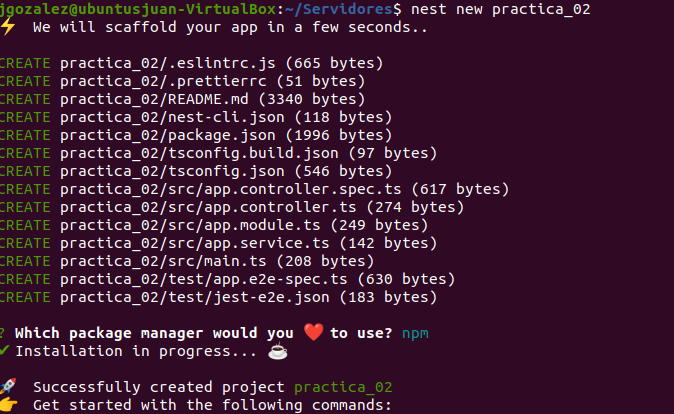 jgozalez@ubuntusjuan-VirtualBox:~/Servidores$ nest new practica_02
⚡ We will scaffold your app in a few seconds..
CREATE practica_02/.eslintrc.js (665 bytes)
CREATE practica_02/.prettierrc (51 bytes)
CREATE practica_02/README.md (3340 bytes)
CREATE practica_02/nest-cli.json (118 bytes)
CREATE practica_02/package.json (1996 bytes)
CREATE practica_02/tsconfig.build.json (97 bytes)
CREATE practica_02/tsconfig.json (546 bytes)
CREATE practica_02/src/app.controller.spec.ts (617 bytes)
CREATE practica_02/src/app.controller.ts (274 bytes)
CREATE practica_02/src/app.module.ts (249 bytes)
CREATE practica_02/src/app.service.ts (142 bytes)
CREATE practica_02/src/main.ts (208 bytes)
CREATE practica_02/test/app.e2e-spec.ts (630 bytes)
CREATE practica_02/test/jest-e2e.json (183 bytes)
? Which package manager would you ❤️ to use? npm
✔ Installation in progress... ☕
🚀 Successfully created project practica_02
👉 Get started with the following commands: